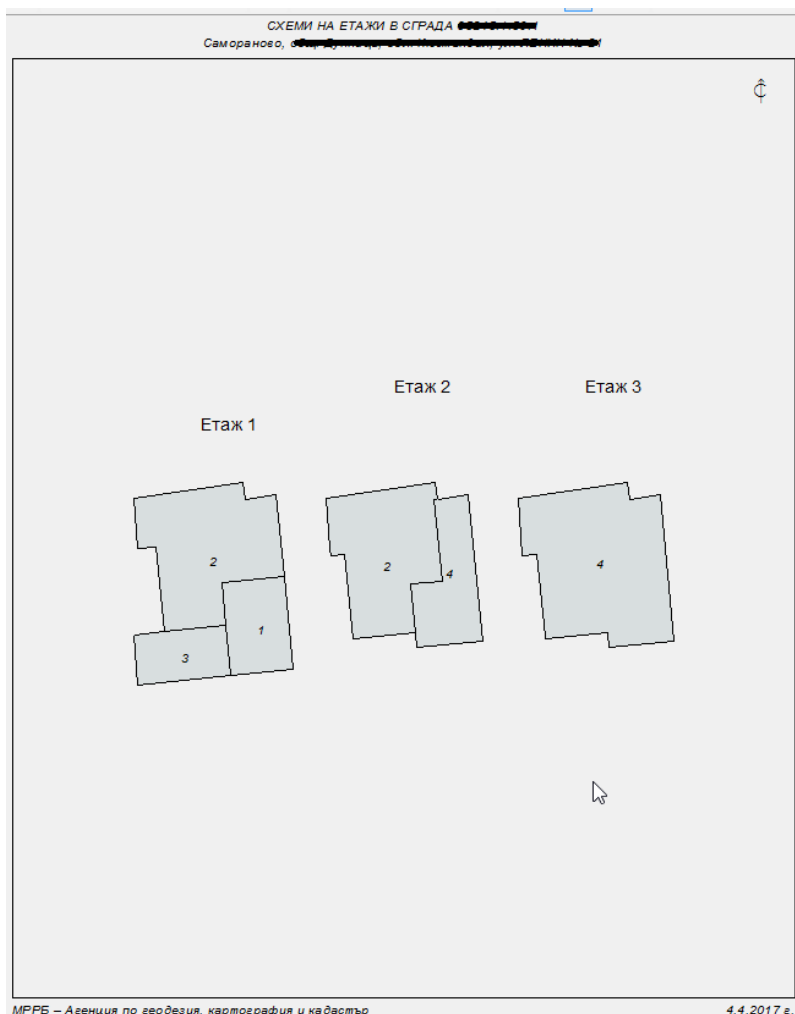 СХЕМИ НА ЕТАЖИ В СГРАДА
Самораново,
Етаж 2
Етаж 3
Етаж 1
2
1
3
2
4
4
МРРБ – Агенция по геодезия, картография и кадастър
4.4.2017 г.